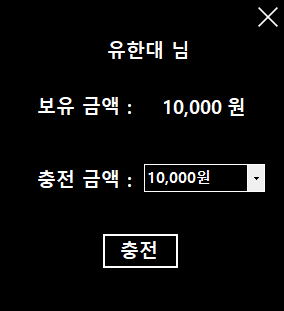 유한대 님
보유 금액 : 10,000 원
충전 금액 : 10,000원
충전